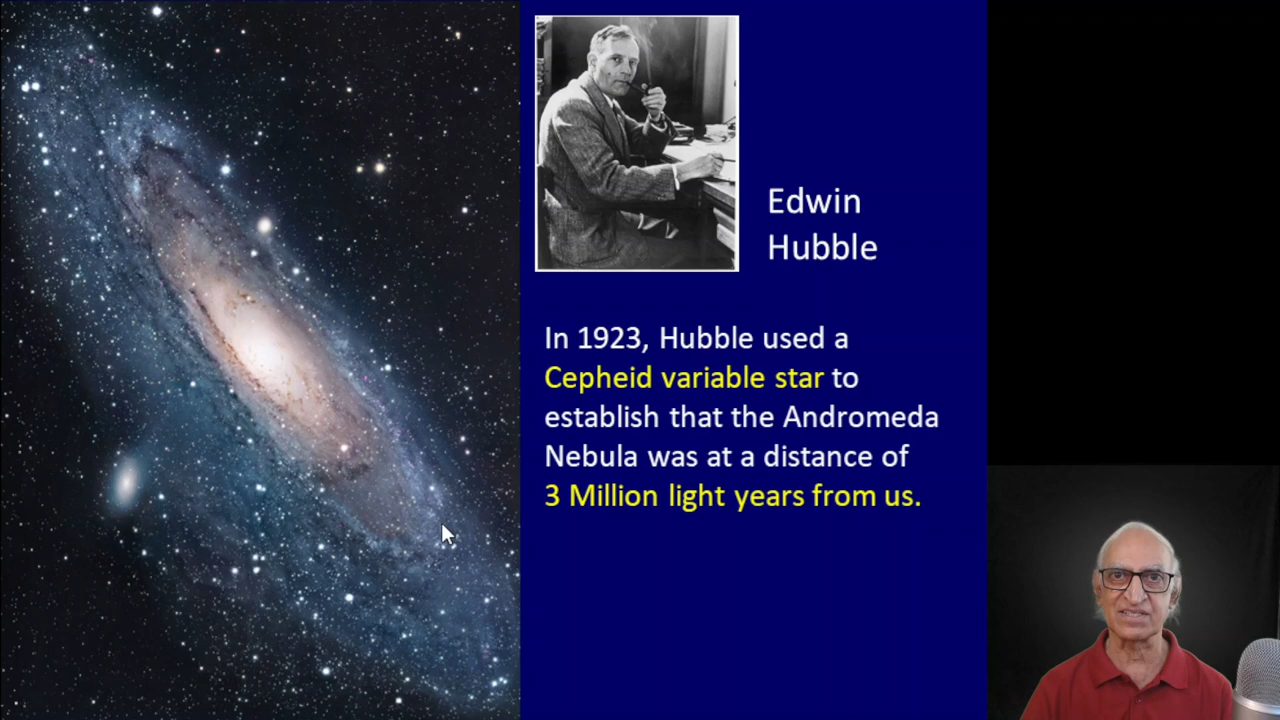 Edwin
Hubble
In 1923, Hubble used a
Cepheid variable star to
establish that the Andromeda
Nebula was at a distance of
3 Million light years from us.